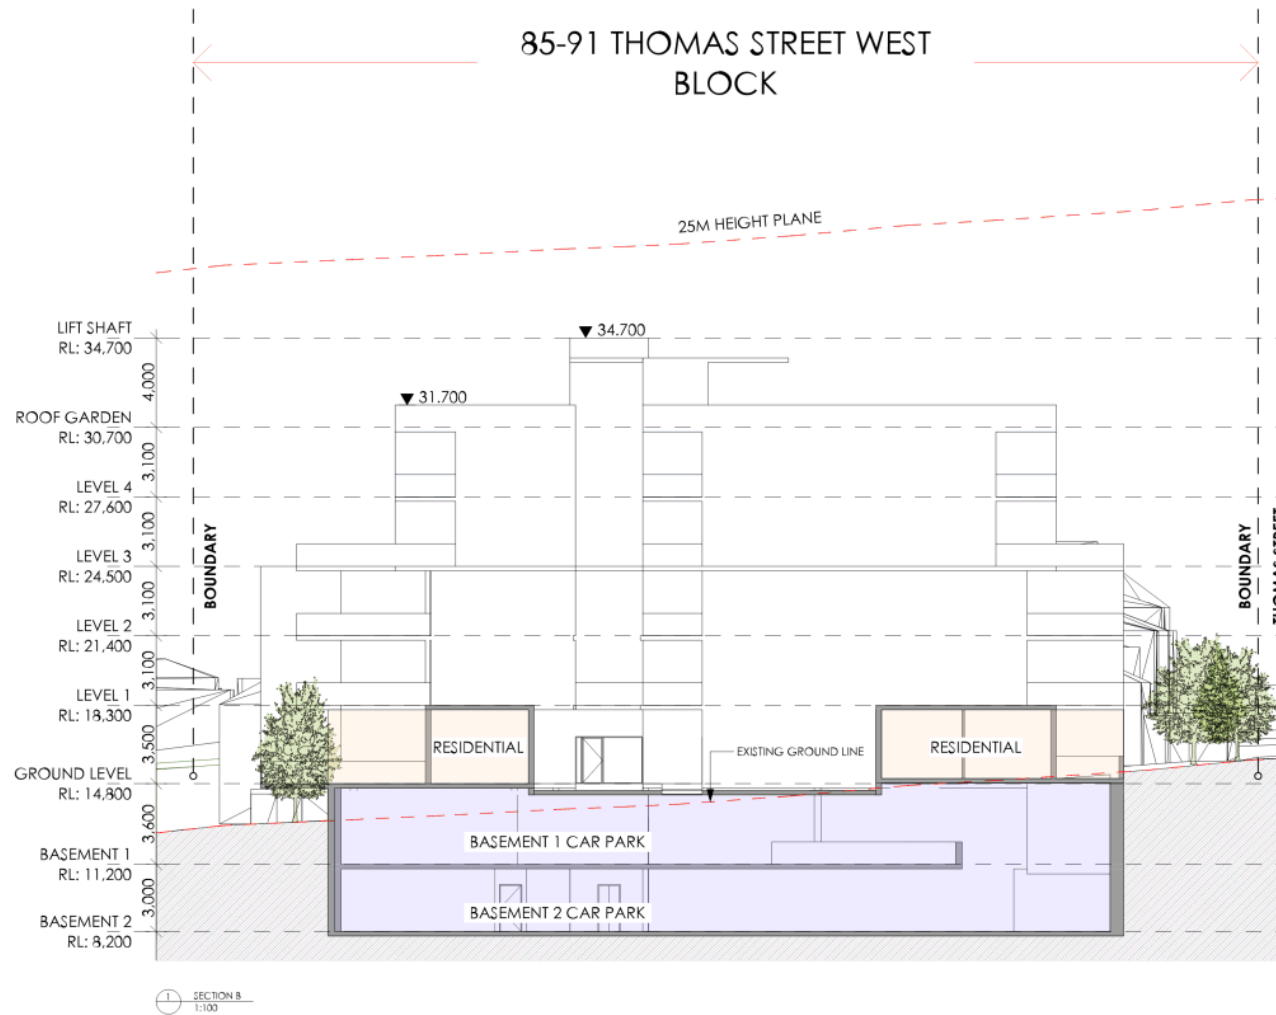 85-91 THOMAS STREET WEST
BLOCK
25M HEIGHT PLANE
LIFT SHAFT
RL: 34,700
34.700
4,000
31.700
ROOF GARDEN
RL: 30,700
3,100
LEVEL 4
RL: 27,600
3,100
LEVEL 3
RL: 24,500
3,100
LEVEL 2
RL: 21,400
3,100
LEVEL 1
RL: 18,300
3,500
GROUND LEVEL
RL: 14,800
3,600
BASEMENT 1
RL: 11,200
3,000
BASEMENT 2
RL: 8,200
BOUNDARY
BOUNDARY
THOMAS STREET
RESIDENTIAL
EXISTING GROUND LINE
RESIDENTIAL
BASEMENT 1 CAR PARK
BASEMENT 2 CAR PARK
1
SECTION B
1:100